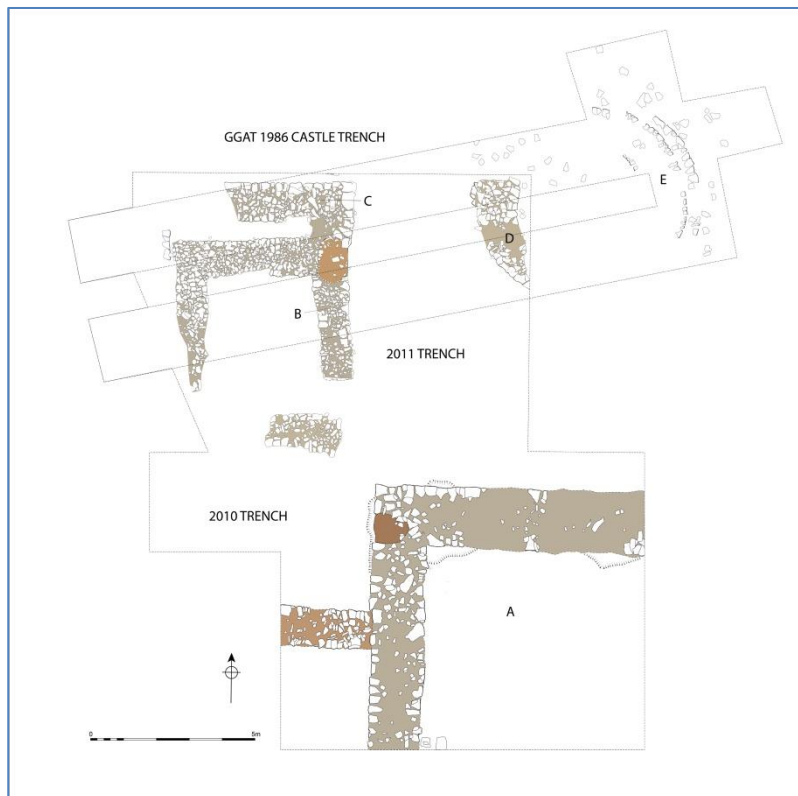 GGAT 1986 CASTLE TRENCH
E
C
D
B
2011 TRENCH
2010 TRENCH
A
0 5m